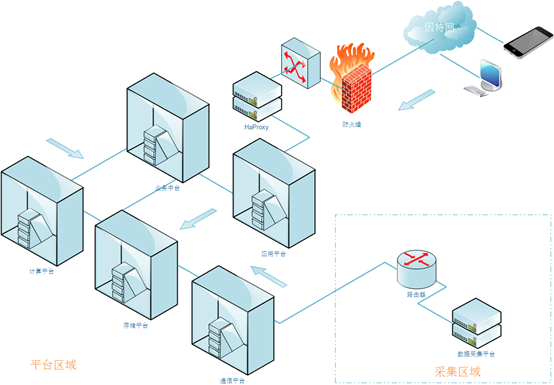 因特网
防火墙
HaProxy
业务中台
应用平台
计算平台
存储平台
通信平台
路由器
数据采集平台
平台区域
采集区域